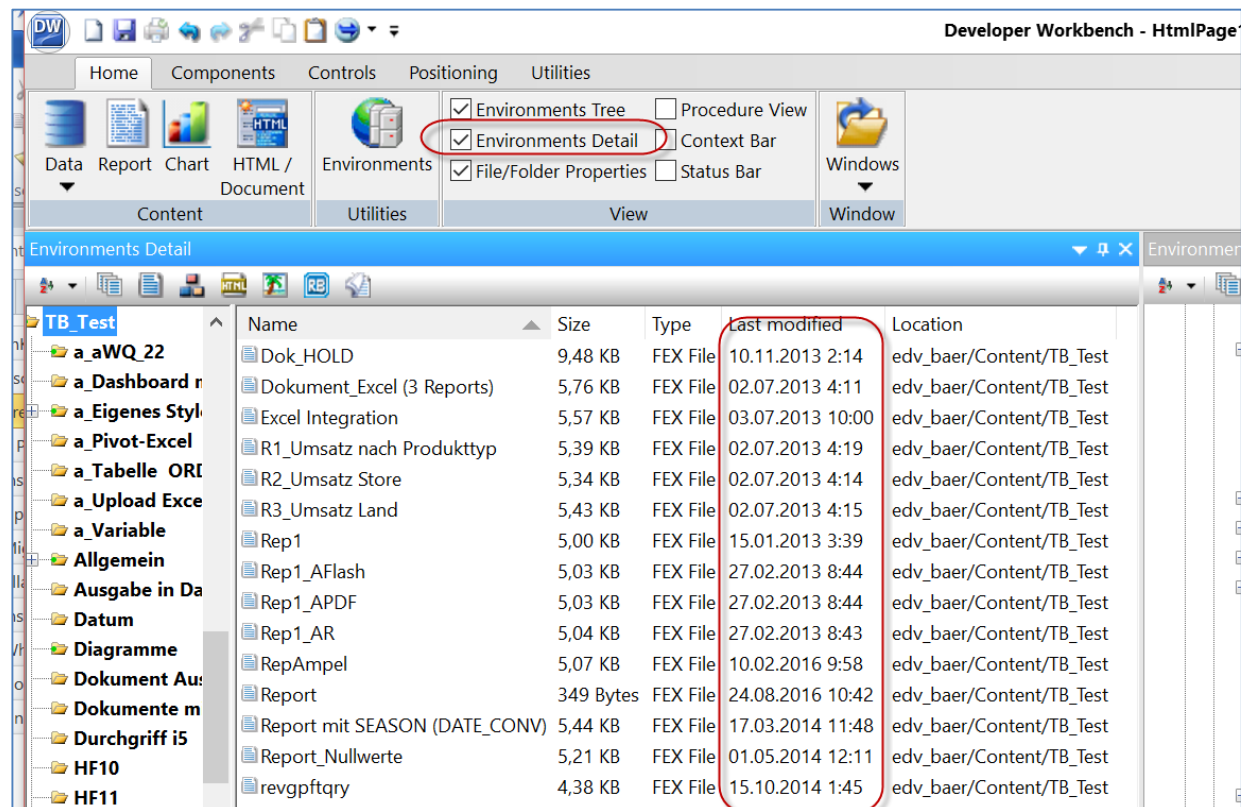 DW
Developer Workbench - HtmlPage1
Home Components Controls Positioning Utilities
Environments Tree Procedure View
Environments Detail Context Bar
File/Folder Properties Status Bar
Data Report Chart HTML / Document
Environments
Windows
Content Utilities View Window
Environments Detail
Environmen
TB_Test
a_aWQ_22
a_Dashboard
a_Eigenes Style
a_Pivot-Excel
a_Tabelle ORD
a_Upload Exce
a_Variable
Allgemein
Ausgabe in Da
Datum
Diagramme
Dokument Aus
Dokumente m
Durchgriff i5
HF10
HF11
Name Size Type Last modified Location
Dok_HOLD 9,48 KB FEX File 10.11.2013 2:14 edv_baer/Content/TB_Test
Dokument_Excel (3 Reports) 5,76 KB FEX File 02.07.2013 4:11 edv_baer/Content/TB_Test
Excel Integration 5,57 KB FEX File 03.07.2013 10:00 edv_baer/Content/TB_Test
R1_Umsatz nach Produkttyp 5,39 KB FEX File 02.07.2013 4:19 edv_baer/Content/TB_Test
R2_Umsatz Store 5,34 KB FEX File 02.07.2013 4:14 edv_baer/Content/TB_Test
R3_Umsatz Land 5,43 KB FEX File 02.07.2013 4:15 edv_baer/Content/TB_Test
Rep1 5,00 KB FEX File 15.01.2013 3:39 edv_baer/Content/TB_Test
Rep1_AFlash 5,03 KB FEX File 27.02.2013 8:44 edv_baer/Content/TB_Test
Rep1_APDF 5,03 KB FEX File 27.02.2013 8:44 edv_baer/Content/TB_Test
Rep1_AR 5,04 KB FEX File 27.02.2013 8:43 edv_baer/Content/TB_Test
RepAmpel 5,07 KB FEX File 10.02.2016 9:58 edv_baer/Content/TB_Test
Report 349 Bytes FEX File 24.08.2016 10:42 edv_baer/Content/TB_Test
Report mit SEASON (DATE_CONV) 5,44 KB FEX File 17.03.2014 11:48 edv_baer/Content/TB_Test
Report_Nullwerte 5,21 KB FEX File 01.05.2014 12:11 edv_baer/Content/TB_Test
revgpftqry 4,38 KB FEX File 15.10.2014 1:45 edv_baer/Content/TB_Test